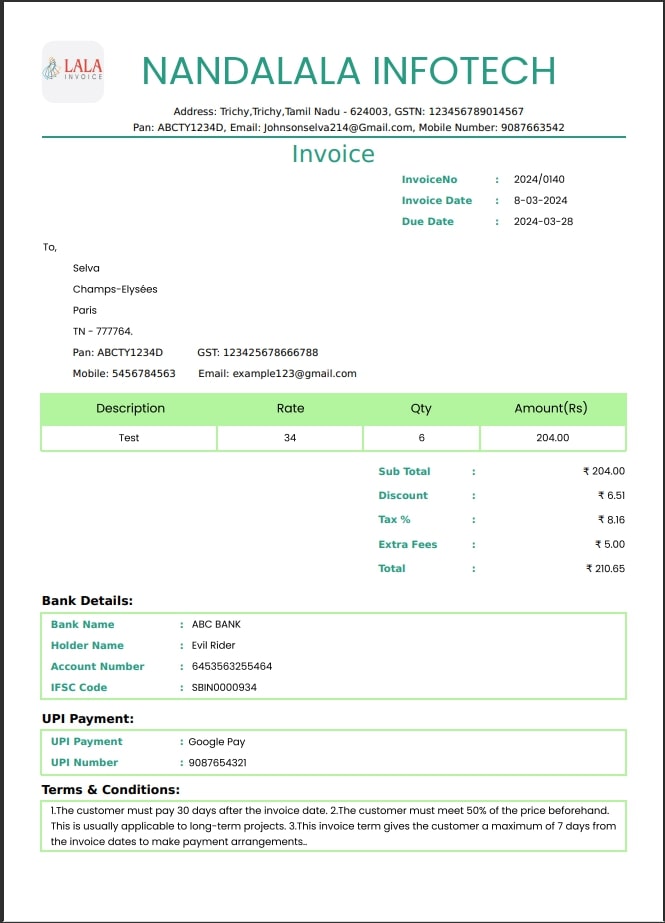 LALA
INVOICE
NANDALALA INFOTECH
Address: Trichy,Trichy,Tamil Nadu - 624003, GSTN: 123456789014567
Pan: ABCTY1234D, Email: Johnsonselva214@Gmail.com, Mobile Number: 9087663542
Invoice
InvoiceNo : 2024/0140
Invoice Date : 8-03-2024
Due Date : 2024-03-28
To,
Selva
Champs-Elysées
Paris
TN - 777764.
Pan: ABCTY1234D GST: 123425678666788
Mobile: 5456784563 Email: example123@gmail.com
Description Rate Qty Amount(Rs)
Test 34 6 204.00
Sub Total : ₹ 204.00
Discount : ₹ 6.51
Tax % : ₹ 8.16
Extra Fees : ₹ 5.00
Total : ₹ 210.65
Bank Details:
Bank Name : ABC BANK
Holder Name : Evil Rider
Account Number : 6453563255464
IFSC Code : SBIN0000934
UPI Payment:
UPI Payment : Google Pay
UPI Number : 9087654321
Terms & Conditions:
1.The customer must pay 30 days after the invoice date. 2.The customer must meet 50% of the price beforehand.
This is usually applicable to long-term projects. 3.This invoice term gives the customer a maximum of 7 days from
the invoice dates to make payment arrangements..